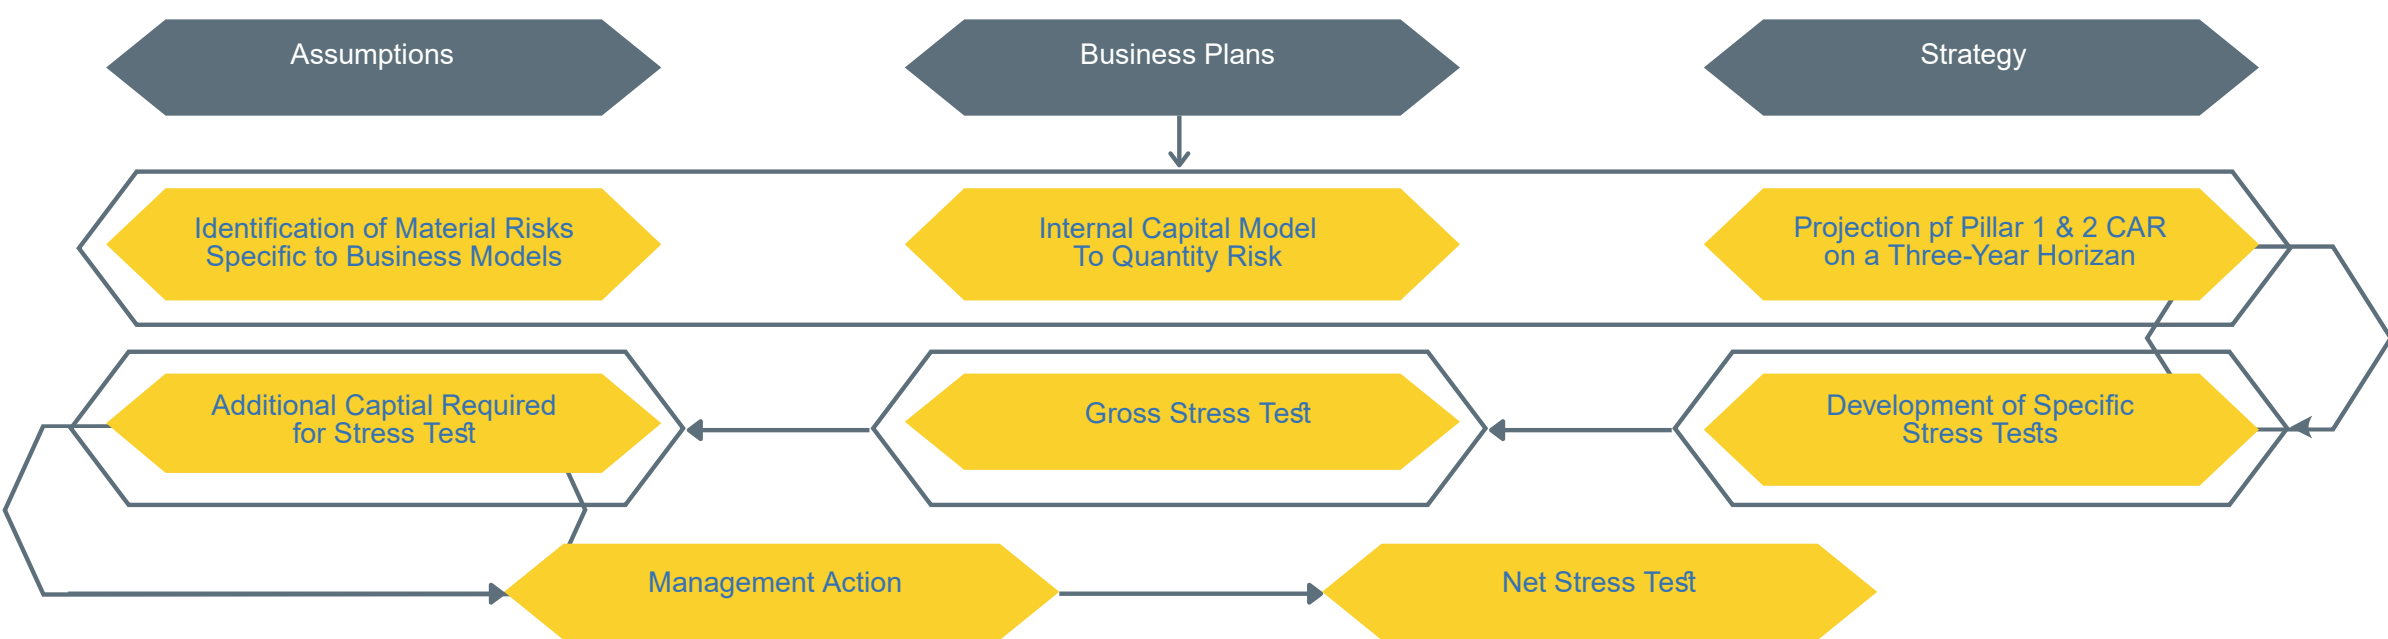 Assumptions
Business Plans
Strategy
Identification of Material Risks
Specific to Business Models
Internal Capital Model
To Quantity Risk
Projection pf Pillar 1 & 2 CAR
on a Three-Year Horizan
Additional Captial Required
for Stress Test
Gross Stress Test
Development of Specific
Stress Tests
Management Action
Net Stress Test